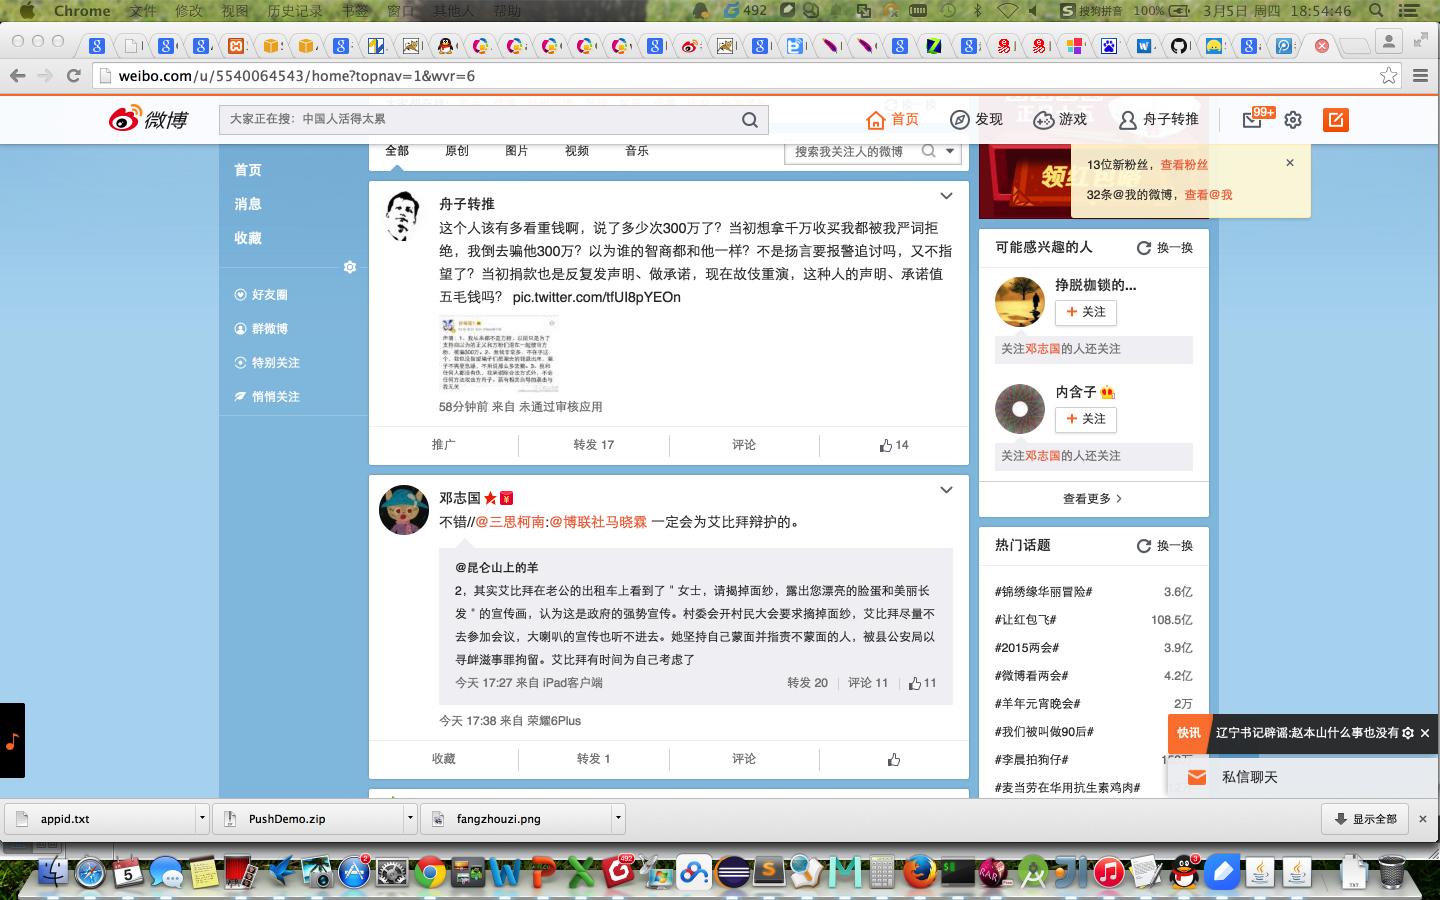 Chrome 文件 修改 视图 历史记录 书签 窗口 其他人 帮助
492 搜狗拼音 100% 3月5日 周四 18:54:46
weibo.com/u/5540064543/home?topnav=1&wvr=6
微博
大家正在搜：中国人活得太累
首页 发现 游戏 舟子转推 99+
全部 原创 图片 视频 音乐 搜索我关注人的微博
首页
消息
收藏
好友圈
群微博
特别关注
悄悄关注
舟子转推
这个人该有多看重钱啊，说了多少次300万了？当初想拿千万收买我都被我严词拒
绝，我倒去骗他300万？以为谁的智商都和他一样？不是扬言要报警追讨吗，又不指
望了？当初捐款也是反复发声明、做承诺，现在故伎重演，这种人的声明、承诺值
五毛钱吗？ pic.twitter.com/tfUI8pYEOn
58分钟前 来自 未通过审核应用
推广 转发 17 评论 14
邓志国
不错//@三思柯南:@博联社马晓霖 一定会为艾比拜辩护的。
@昆仑山上的羊
2，其实艾比拜在老公的出租车上看到了＂女士，请揭掉面纱，露出您漂亮的脸蛋和美丽长
发＂的宣传画，认为这是政府的强势宣传。村委会开村民大会要求摘掉面纱，艾比拜尽量不
去参加会议，大喇叭的宣传也听不进去。她坚持自己蒙面并指责不蒙面的人，被县公安局以
寻衅滋事罪拘留。艾比拜有时间为自己考虑了
今天 17:27 来自 iPad客户端 转发 20 评论 11 11
今天 17:38 来自 荣耀6Plus
收藏 转发 1 评论
领红包
13位新粉丝，查看粉丝
32条@我的微博，查看@我
可能感兴趣的人 换一换
挣脱枷锁的...
+ 关注
关注邓志国的人还关注
内含子
+ 关注
关注邓志国的人还关注
查看更多
热门话题 换一换
#锦绣缘华丽冒险# 3.6亿
#让红包飞# 108.5亿
#2015两会# 3.9亿
#微博看两会# 4.2亿
#羊年元宵晚会# 2万
#我们被叫做90后#
#李晨拍狗仔#
#麦当劳在华用抗生素鸡肉#
快讯 辽宁书记辟谣:赵本山什么事也没有
私信聊天
appid.txt PushDemo.zip fangzhouzi.png 显示全部